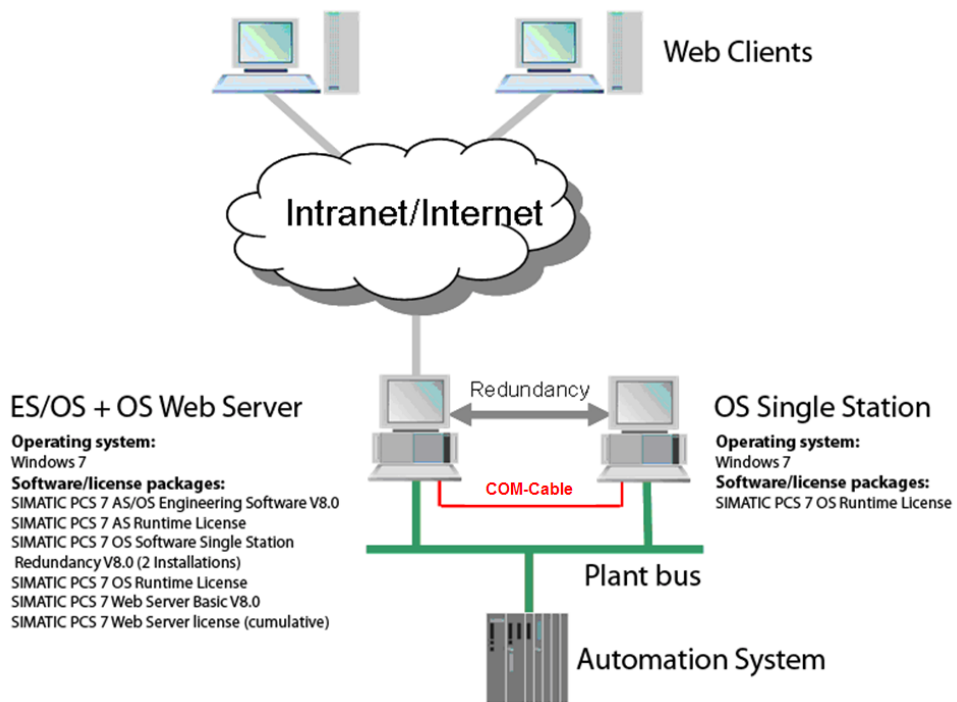 Web Clients
Intranet/Internet
Redundancy
COM-Cable
ES/OS + OS Web Server
Operating system:
Windows 7
Software/license packages:
SIMATIC PCS 7 AS/OS Engineering Software V8.0
SIMATIC PCS 7 AS Runtime License
SIMATIC PCS 7 OS Software Single Station
Redundancy V8.0 (2 Installations)
SIMATIC PCS 7 OS Runtime License
SIMATIC PCS 7 Web Server Basic V8.0
SIMATIC PCS 7 Web Server license (cumulative)
OS Single Station
Operating system:
Windows 7
Software/license packages:
SIMATIC PCS 7 OS Runtime License
Plant bus
Automation System